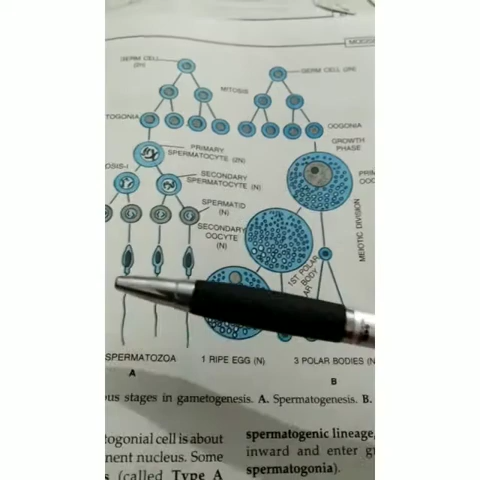 GERM CELL (2N)
GERM CELL (2N)
MITOSIS
TOGONIA
OOGONIA
GROWTH PHASE
PRIMARY
SPERMATOCYTE (2N)
OSIS-I
SECONDARY
SPERMATOCYTE (N)
SPERMATID
(N)
SECONDARY
OOCYTE
(N)
MEIOTIC DIVISION
1ST POLAR
BODY
SPERMATOZOA
1 RIPE EGG (N)
3 POLAR BODIES (N
A
B
us stages in gametogenesis. A. Spermatogenesis. B.
togonial cell is about
nent nucleus. Some
s (called Type A
spermatogenic lineage,
inward and enter
spermatogonia).